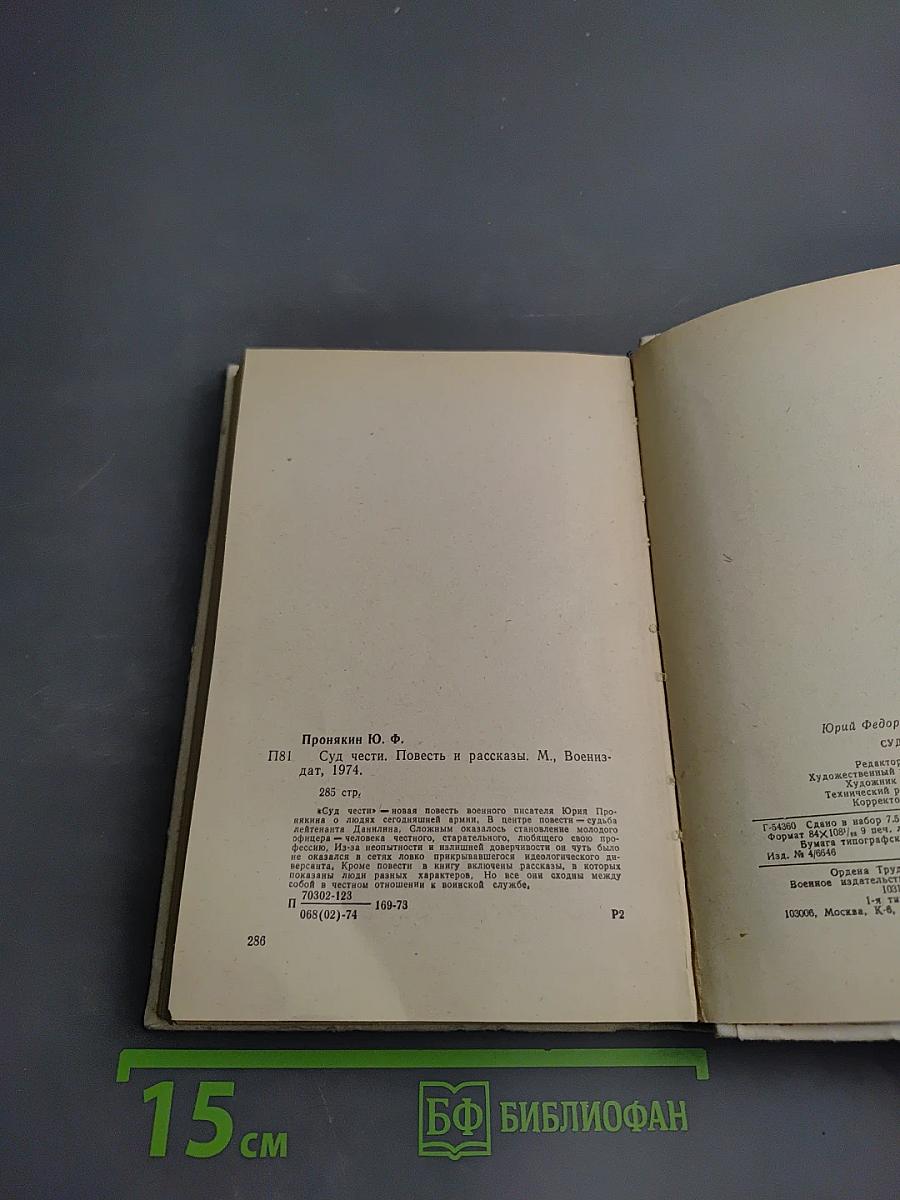 Пронякин Ю. Ф.
П81 Суд чести. Повесть и рассказы. М., Воениз-
дат, 1974.
285 стр.
«Суд чести» — новая повесть военного писателя Юрия Про-
някина о людях сегодняшней армии. В центре повести — судьба
лейтенанта Данилина. Сложным оказалось становление молодого
офицера — человека честного, старательного, любящего свою про-
фессию. Из-за неопытности и излишней доверчивости он чуть было
не оказался в сетях ловко прикрывавшегося идеологического ди-
версанта. Кроме повести в книгу включены рассказы, в которых
показаны люди разных характеров. Но все они сходны между
собой в честном отношении к воинской службе.
П 70302-123
068(02)-74 169-73 Р2
286
Юрий Федор
СУД
Редактор
Художественный
Художник
Технический р
Корректо
Г-54360 Сдано в набор 7.5
Формат 84×108¹/₃₂ 9 печ. л
Бумага типографск
Изд. № 4/6646
Ордена Труд
Военное издательств
1031
1-я ти
103006, Москва, К-6,
15 см
БФ БИБЛИОФАН